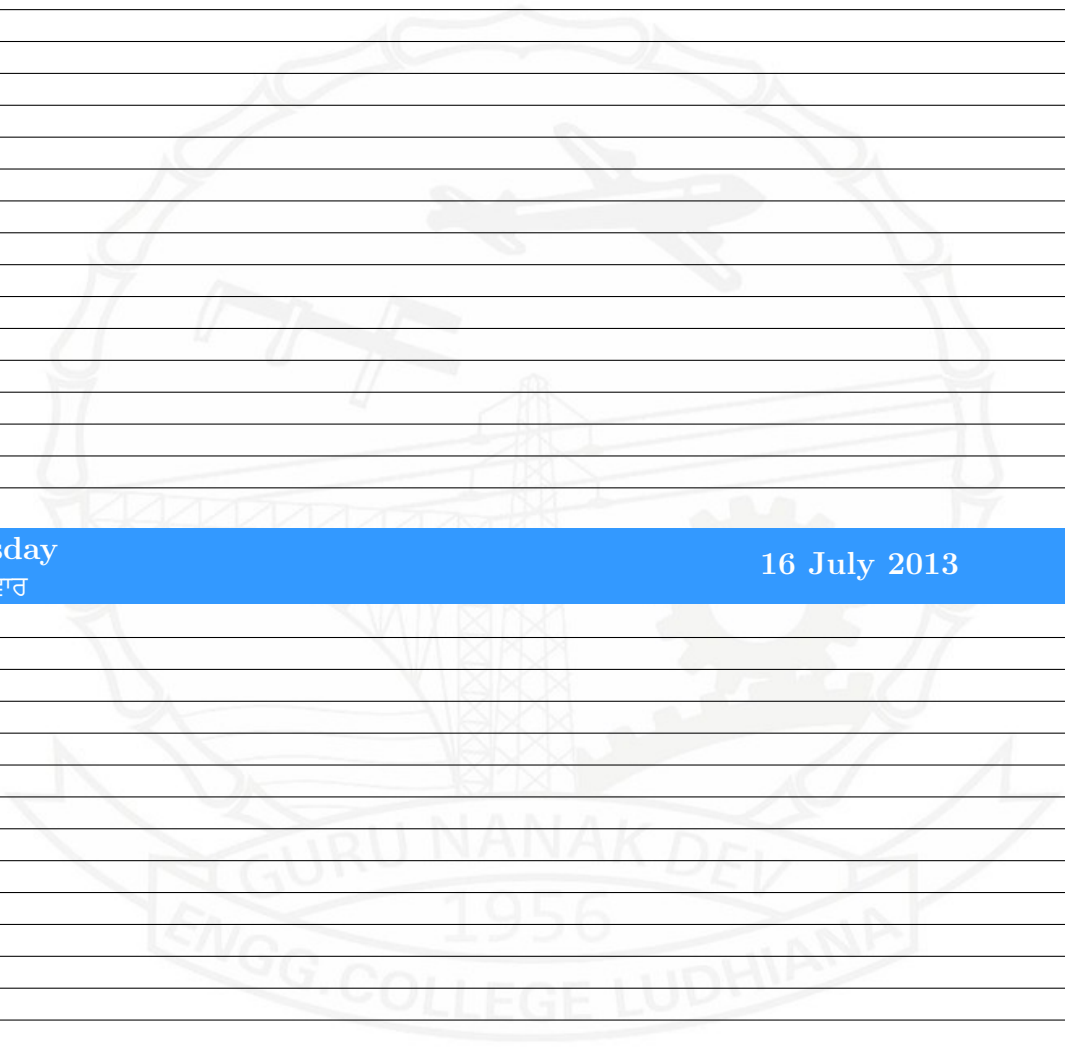 sday
ਵਾਰ
16 July 2013
GURU NANAK DEV
1956
ENGG. COLLEGE LUDHIANA